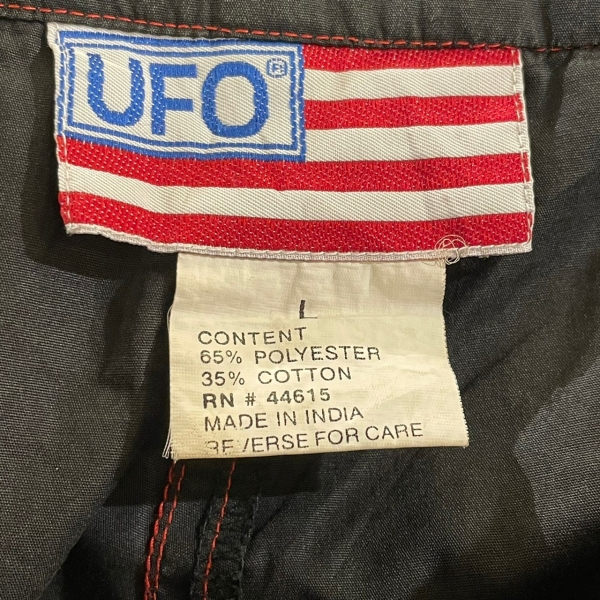 UFO®
L
CONTENT
65% POLYESTER
35% COTTON
RN # 44615
MADE IN INDIA
REVERSE FOR CARE